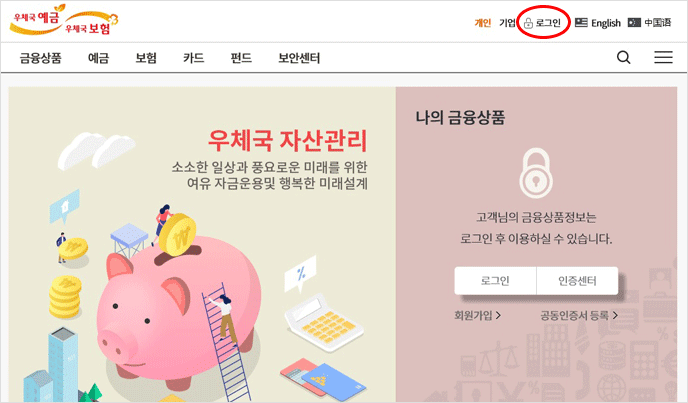 우체국 예금
우체국 보험
개인 기업 로그인 English 中国语
금융상품 예금 보험 카드 펀드 보안센터
우체국 자산관리
소소한 일상과 풍요로운 미래를 위한
여유 자금운용및 행복한 미래설계
나의 금융상품
고객님의 금융상품정보는
로그인 후 이용하실 수 있습니다.
로그인 인증센터
회원가입 공동인증서 등록